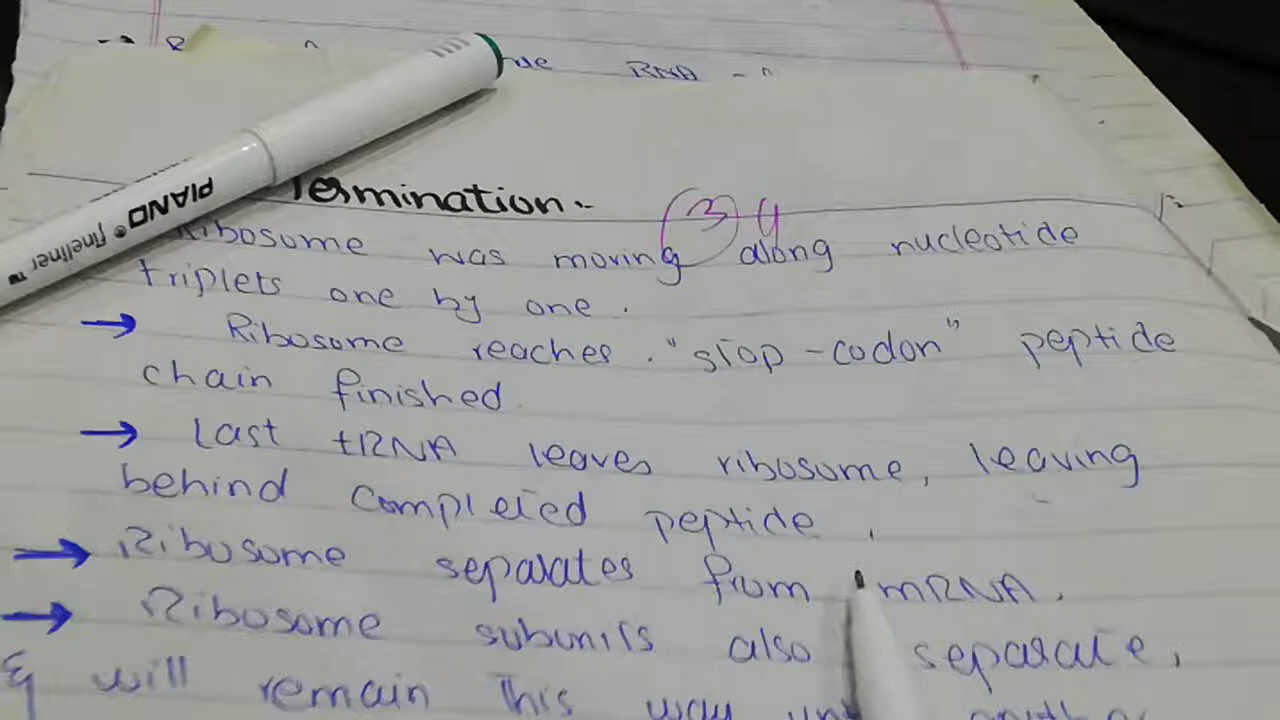 RNA
Termination.
3 4
Ribosome was moving along nucleotide
triplets one by one.
→ Ribosome reaches. "stop-codon" peptide
chain finished.
→ Last tRNA leaves ribosome, leaving
behind completed peptide.
→ Ribosome separates from mRNA.
→ Ribosome subunits also separate,
& will remain this way
PIANO® fineliner™